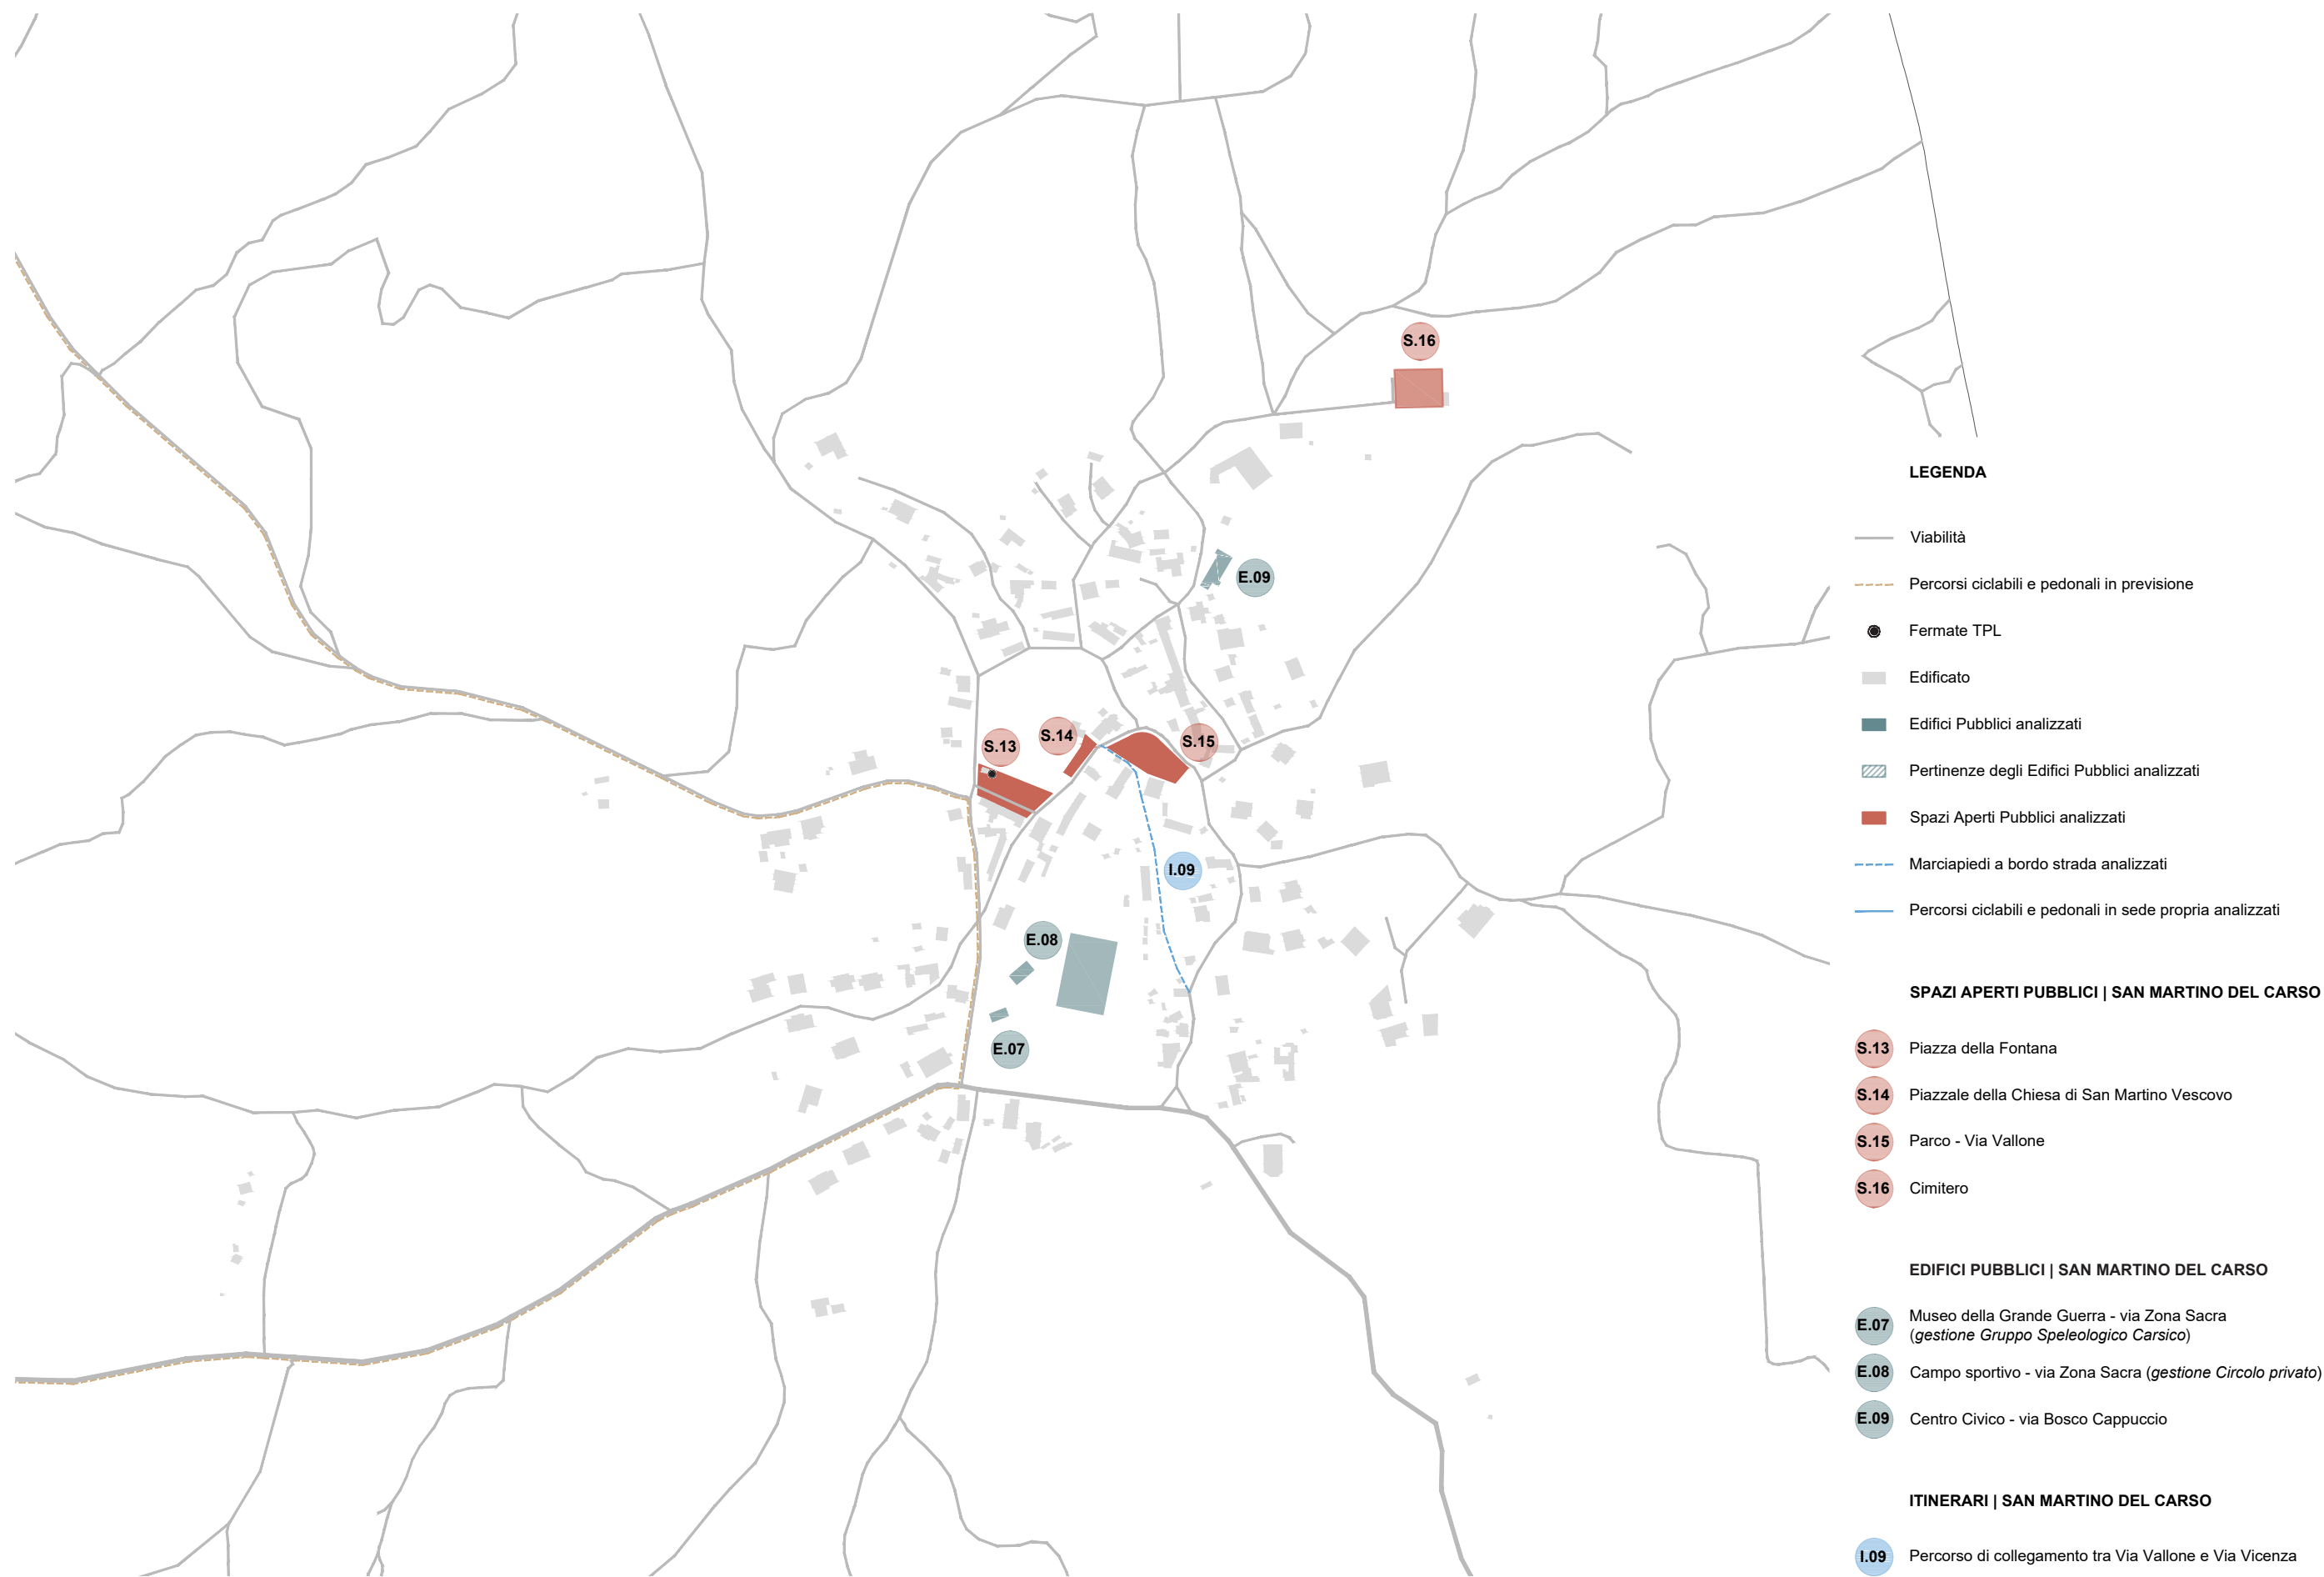 S.16
E.09
S.13
S.14
S.15
I.09
E.08
E.07
LEGENDA
Viabilità
Percorsi ciclabili e pedonali in previsione
Fermate TPL
Edificato
Edifici Pubblici analizzati
Pertinenze degli Edifici Pubblici analizzati
Spazi Aperti Pubblici analizzati
Marciapiedi a bordo strada analizzati
Percorsi ciclabili e pedonali in sede propria analizzati
SPAZI APERTI PUBBLICI | SAN MARTINO DEL CARSO
S.13 Piazza della Fontana
S.14 Piazzale della Chiesa di San Martino Vescovo
S.15 Parco - Via Vallone
S.16 Cimitero
EDIFICI PUBBLICI | SAN MARTINO DEL CARSO
E.07 Museo della Grande Guerra - via Zona Sacra
(gestione Gruppo Speleologico Carsico)
E.08 Campo sportivo - via Zona Sacra (gestione Circolo privato)
E.09 Centro Civico - via Bosco Cappuccio
ITINERARI | SAN MARTINO DEL CARSO
I.09 Percorso di collegamento tra Via Vallone e Via Vicenza